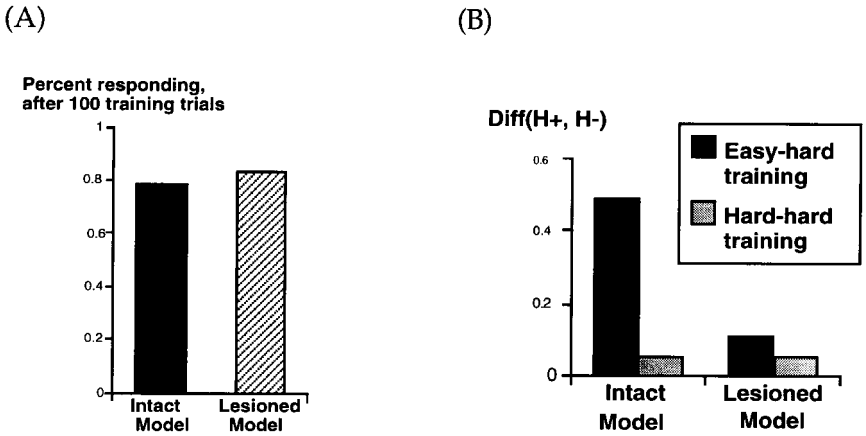 (A)
Percent responding,
after 100 training trials
1
0.8
0.6
0.4
0.2
0
Intact
Model
Lesioned
Model
(B)
Diff(H+, H-)
0.6
0.4
0.2
0
Easy-hard
training
Hard-hard
training
Intact
Model
Lesioned
Model